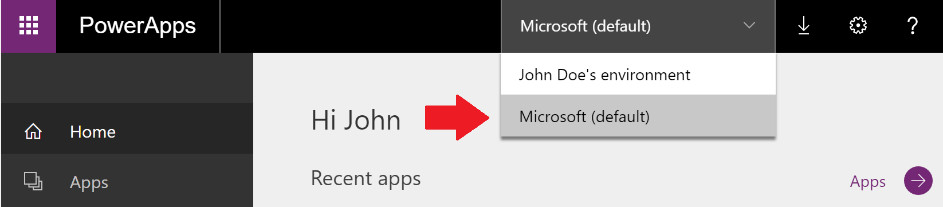 PowerApps
Microsoft (default)
?
John Doe's environment
Microsoft (default)
Home
Apps
Hi John
Recent apps
Apps